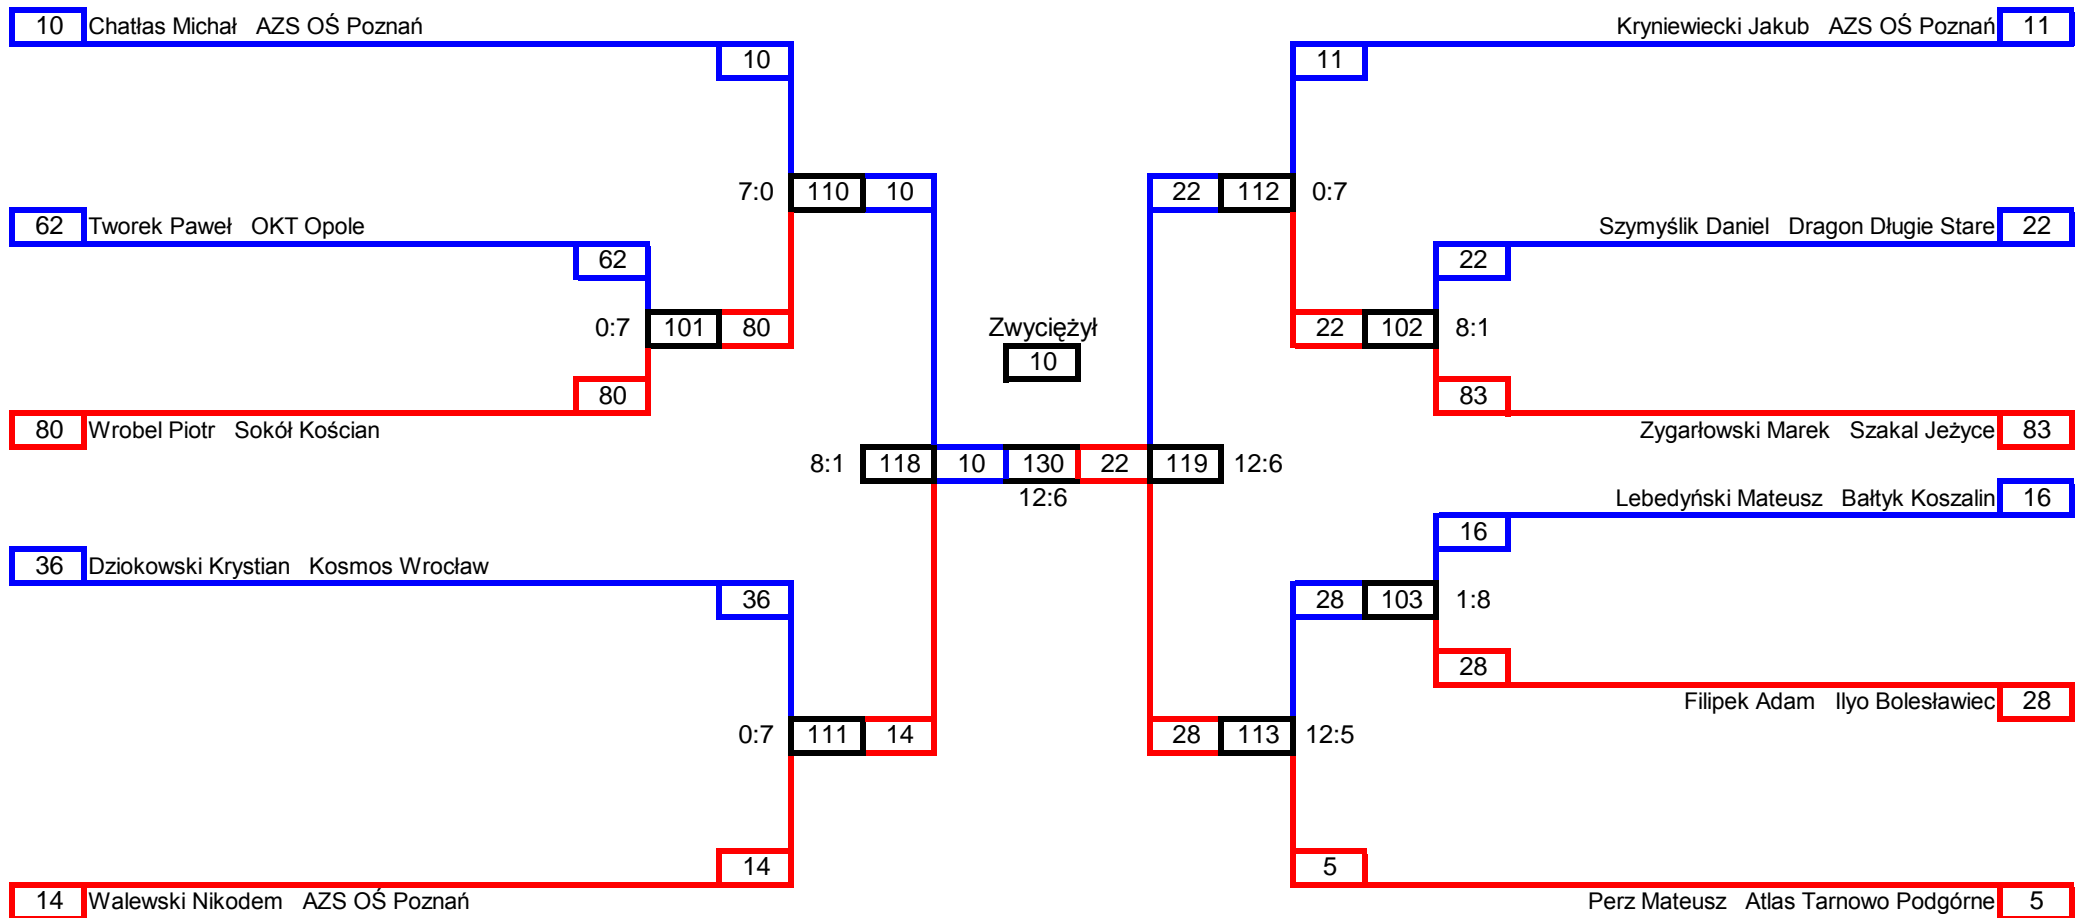 10 Chatłas Michał AZS OŚ Poznań
Kryniewiecki Jakub AZS OŚ Poznań 11
10
11
7:0 110 10
22 112 0:7
62 Tworek Paweł OKT Opole
Szymyślik Daniel Dragon Długie Stare 22
62
22
0:7 101 80
Zwyciężył
22 102 8:1
10
80
83
80 Wrobel Piotr Sokół Kościan
Zygarłowski Marek Szakal Jeżyce 83
8:1 118 10 130 22 119 12:6
12:6
Lebedyński Mateusz Bałtyk Koszalin 16
16
36 Dziokowski Krystian Kosmos Wrocław
36
28 103 1:8
28
Filipek Adam Ilyo Bolesławiec 28
0:7 111 14
28 113 12:5
14
5
14 Walewski Nikodem AZS OŚ Poznań
Perz Mateusz Atlas Tarnowo Podgórne 5